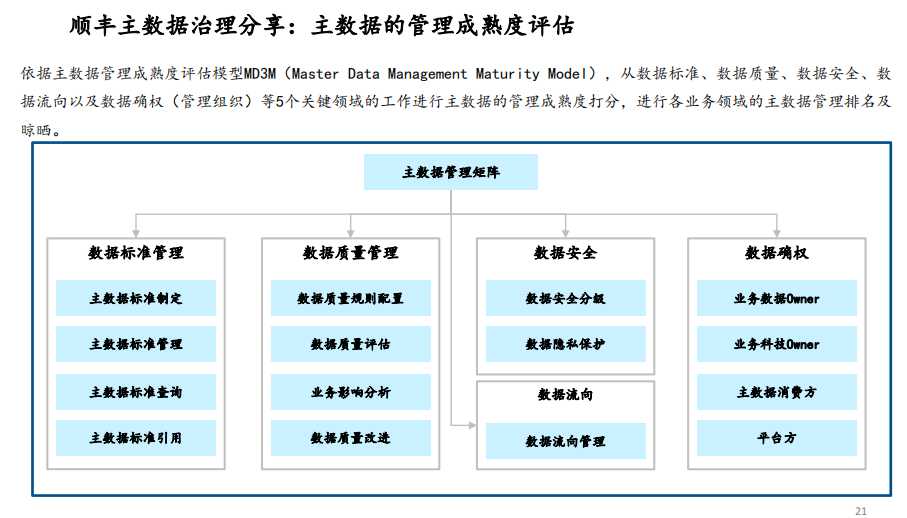 顺丰主数据治理分享：主数据的管理成熟度评估
依据主数据管理成熟度评估模型MD3M（Master Data Management Maturity Model），从数据标准、数据质量、数据安全、数
据流向以及数据确权（管理组织）等5个关键领域的工作进行主数据的管理成熟度打分，进行各业务领域的主数据管理排名及
晾晒。
主数据管理矩阵
数据标准管理
主数据标准制定
主数据标准管理
主数据标准查询
主数据标准引用
数据质量管理
数据质量规则配置
数据质量评估
业务影响分析
数据质量改进
数据安全
数据安全分级
数据隐私保护
数据流向
数据流向管理
数据确权
业务数据Owner
业务科技Owner
主数据消费方
平台方
21